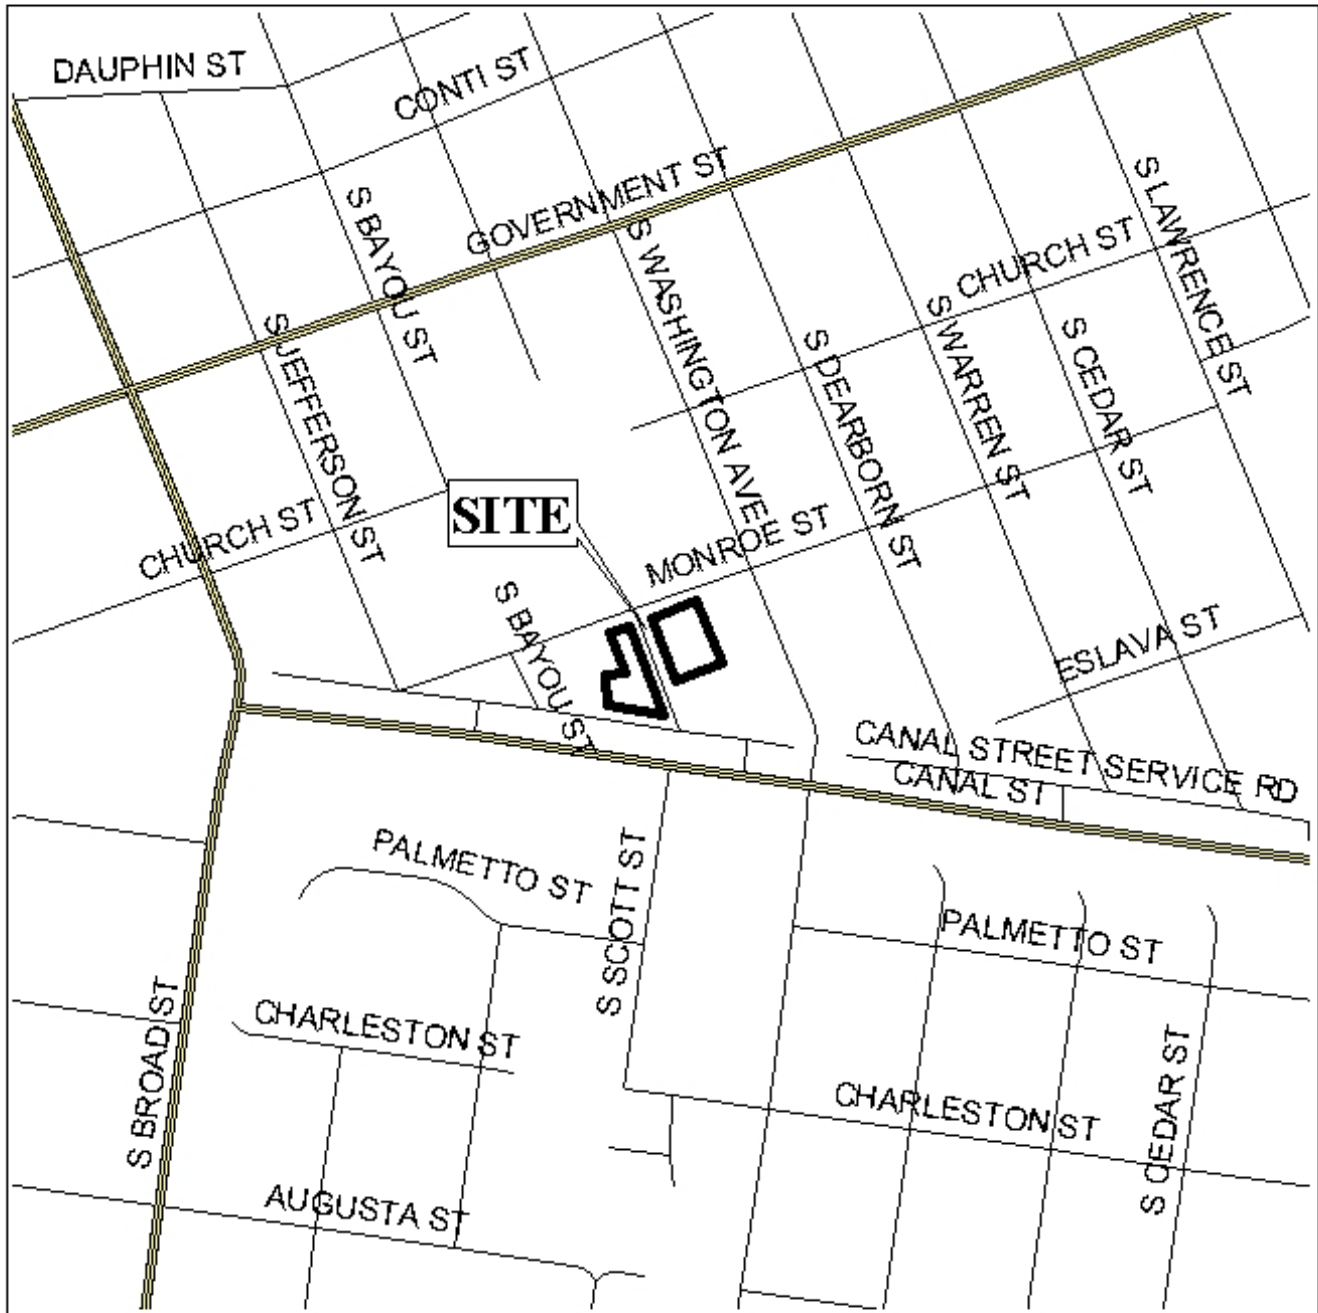 DAUPHIN ST
CONTI ST
S BAYOU ST
GOVERNMENT ST
S WASHINGTON AVE
S LAWRENCE ST
CHURCH ST
S JEFFERSON ST
S DEARBORN ST
S WARREN ST
S CEDAR ST
SITE
CHURCH ST
MONROE ST
S BAYOU ST
ESLAVA ST
CANAL STREET SERVICE RD
CANAL ST
PALMETTO ST
S SCOTT ST
PALMETTO ST
S BROAD ST
CHARLESTON ST
CHARLESTON ST
S CEDAR ST
AUGUSTA ST